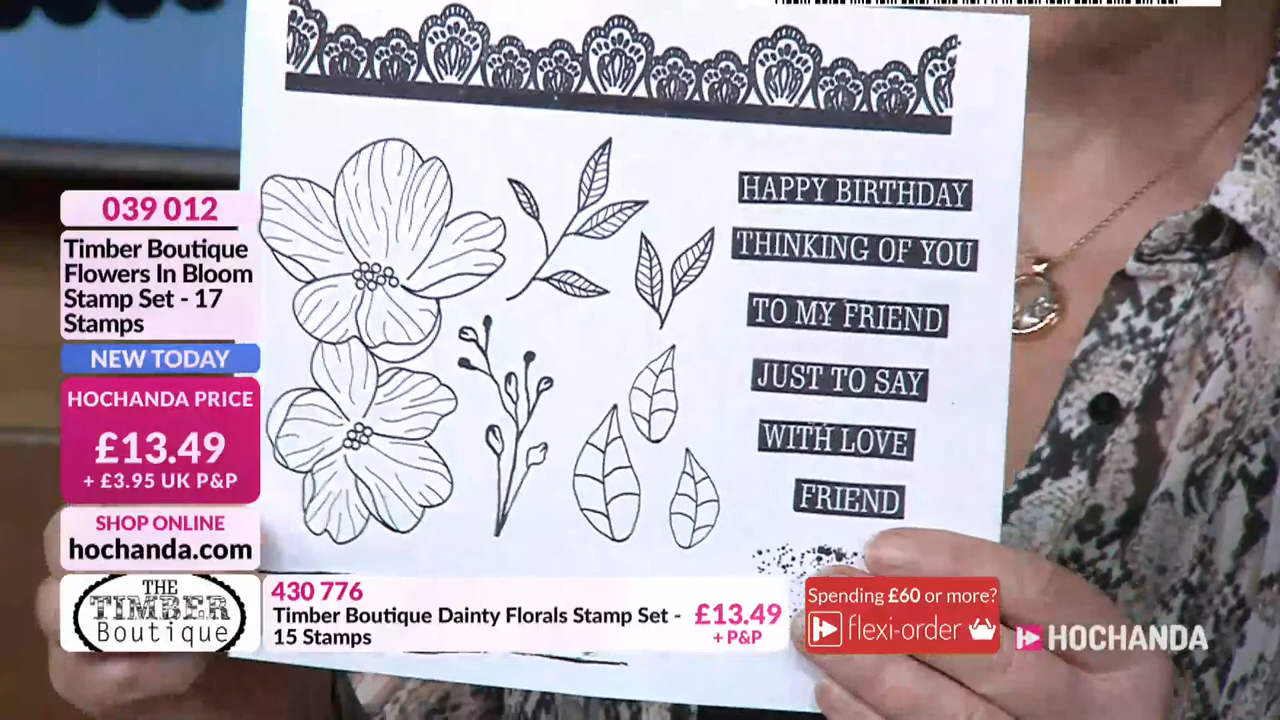 HAPPY BIRTHDAY
THINKING OF YOU
TO MY FRIEND
JUST TO SAY
WITH LOVE
FRIEND
039 012
Timber Boutique
Flowers In Bloom
Stamp Set - 17
Stamps
NEW TODAY
HOCHANDA PRICE
£13.49
+ £3.95 UK P&P
SHOP ONLINE
hochanda.com
THE
TIMBER
Boutique
430 776
Timber Boutique Dainty Florals Stamp Set -
15 Stamps
£13.49
+ P&P
Spending £60 or more?
flexi-order
HOCHANDA